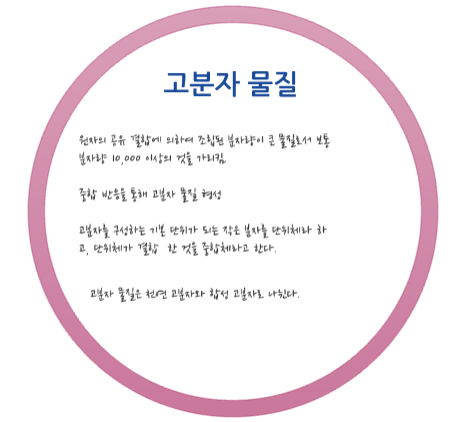 고분자 물질
원자의 공유 결합에 의하여 조립된 분자량이 큰 물질로서 보통
분자량 10,000 이상의 것을 가리킴
중합 반응을 통해 고분자 물질 형성
고분자를 구성하는 기본 단위가 되는 작은 분자를 단위체라 하
고, 단위체가 결합 한 것을 중합체라고 한다.
고분자 물질은 천연 고분자와 합성 고분자로 나뉜다.